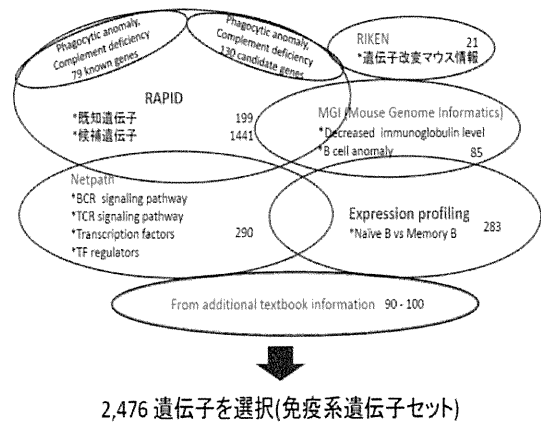 Phagocytic anomaly,
Complement deficiency
79 known genes
Phagocytic anomaly,
Complement deficiency
130 candidate genes
RIKEN 21
*遺伝子改変マウス情報
RAPID
*既知遺伝子 199
*候補遺伝子 1441
MGI (Mouse Genome Informatics)
*Decreased immunoglobulin level
*B cell anomaly 85
Netpath
*BCR signaling pathway
*TCR signaling pathway
*Transcription factors 290
*TF regulators
Expression profiling
*Naïve B vs Memory B 283
From additional textbook information 90 - 100
2,476 遺伝子を選択(免疫系遺伝子セット)